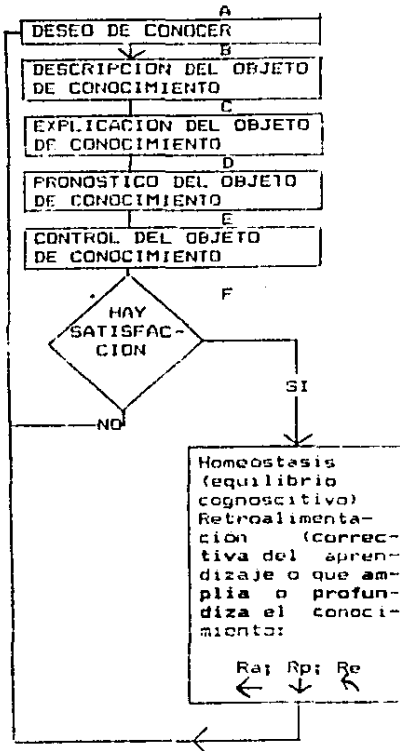 A
DESEO DE CONOCER
B
DESCRIPCION DEL OBJETO
DE CONOCIMIENTO
C
EXPLICACION DEL OBJETO
DE CONOCIMIENTO
D
PRONOSTICO DEL OBJETO
DE CONOCIMIENTO
E
CONTROL DEL OBJETO
DE CONOCIMIENTO
F
HAY
SATISFAC-
CION
SI
NO
Homeostasis
(equilibrio
cognoscitivo)
Retroalimenta-
ción (correc-
tiva del apren-
dizaje o que am-
plia o profun-
diza el conoci-
miento:
Ra; Rp; Re